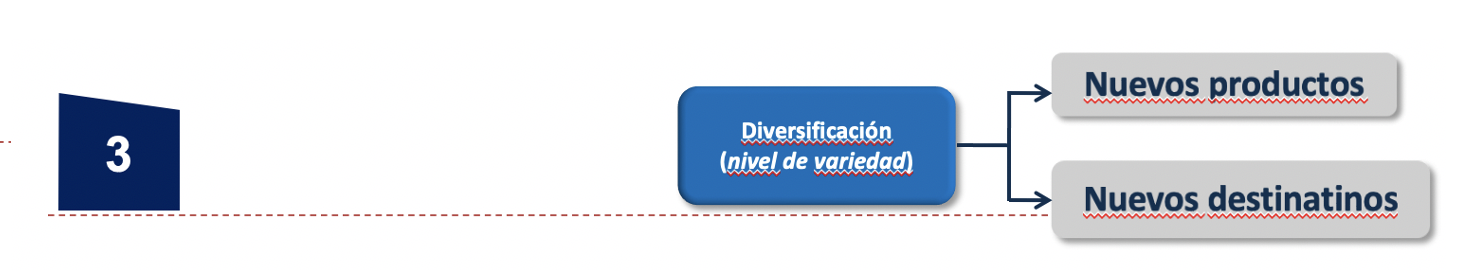 3
Diversificación
(nivel de variedad)
Nuevos productos
Nuevos destinatinos